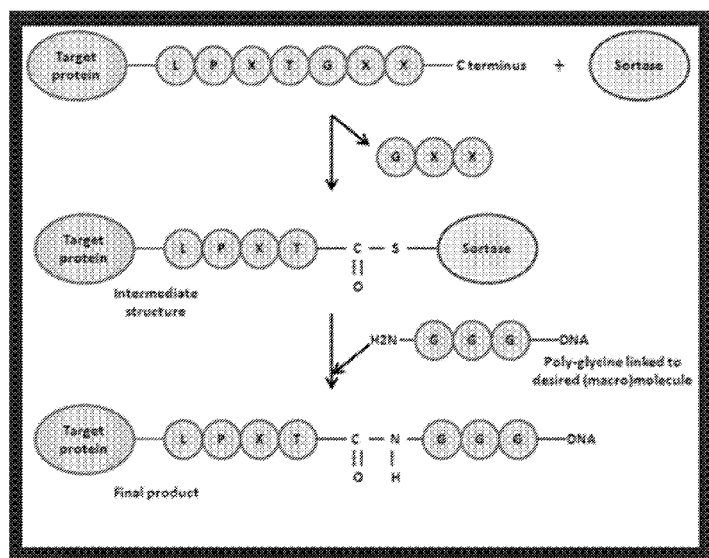 Target protein L P X T G X X C terminus + Sortase
G X X
Target protein L P X T C S Sortase
O
Intermediate structure
H2N G G G DNA
Poly-glycine linked to
desired (macro)molecule
Target protein L P X T C N G G G DNA
O H
Final product